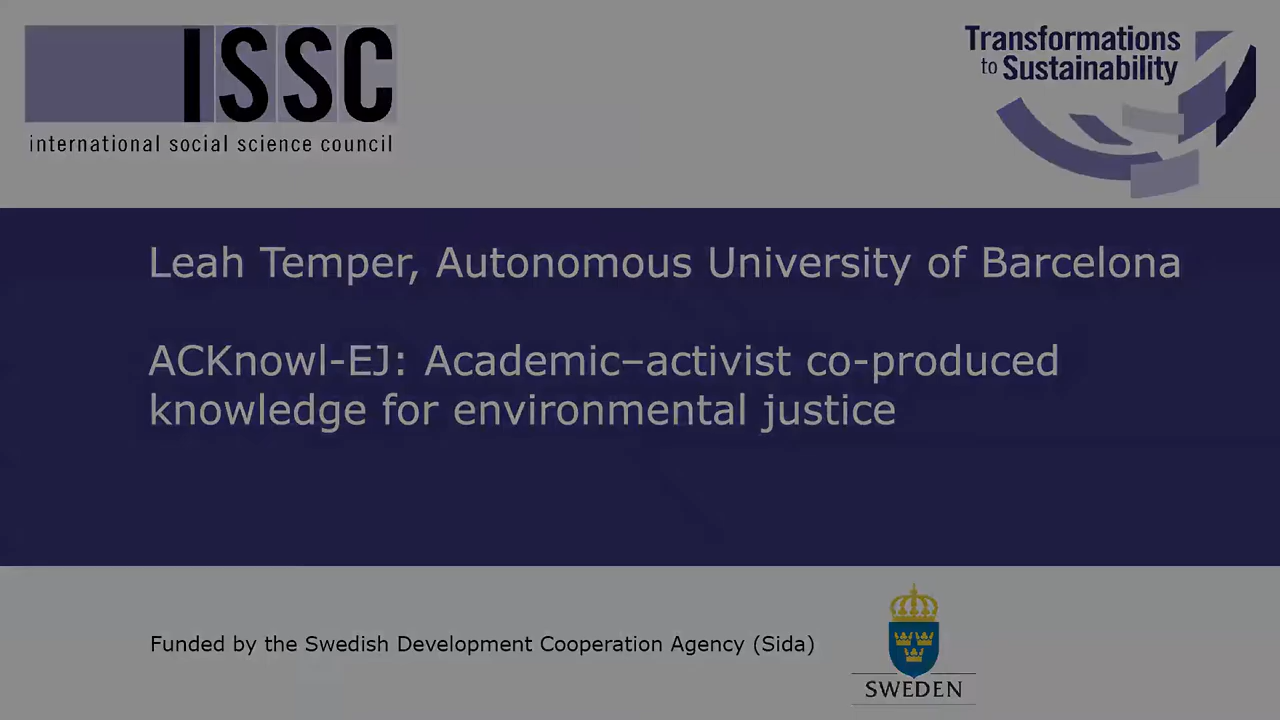 ISSC
international social science council
Transformations
to Sustainability
Leah Temper, Autonomous University of Barcelona
ACKnowl-EJ: Academic–activist co-produced
knowledge for environmental justice
Funded by the Swedish Development Cooperation Agency (Sida)
SWEDEN